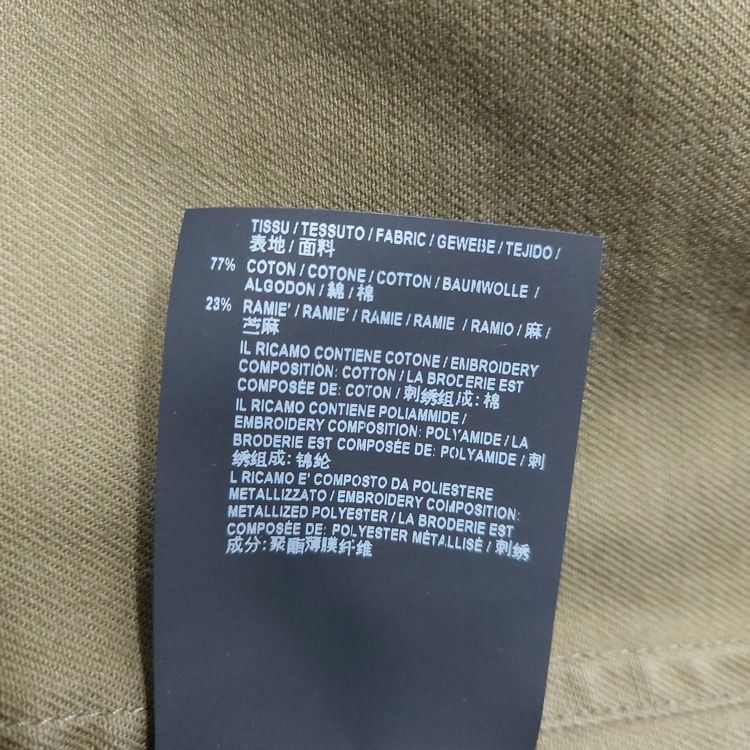 TISSU / TESSUTO / FABRIC / GEWEBE / TEJIDO /
表地 / 面料
77% COTON / COTONE / COTTON / BAUMWOLLE /
ALGODON / 綿 / 棉
23% RAMIE' / RAMIE' / RAMIE / RAMIE / RAMIO / 麻 /
苎麻
IL RICAMO CONTIENE COTONE / EMBROIDERY
COMPOSITION: COTTON / LA BRODERIE EST
COMPOSÉE DE: COTON / 刺绣组成: 棉
IL RICAMO CONTIENE POLIAMMIDE /
EMBROIDERY COMPOSITION: POLYAMIDE / LA
BRODERIE EST COMPOSÉE DE: POLYAMIDE / 刺
绣组成: 锦纶
L RICAMO E' COMPOSTO DA POLIESTERE
METALLIZZATO / EMBRODERY COMPOSITION:
METALLIZED POLYESTER / LA BRODERIE EST
COMPOSÉE DE: POLYESTER MÉTALLISÉ / 刺绣
成分: 聚酯薄膜纤维